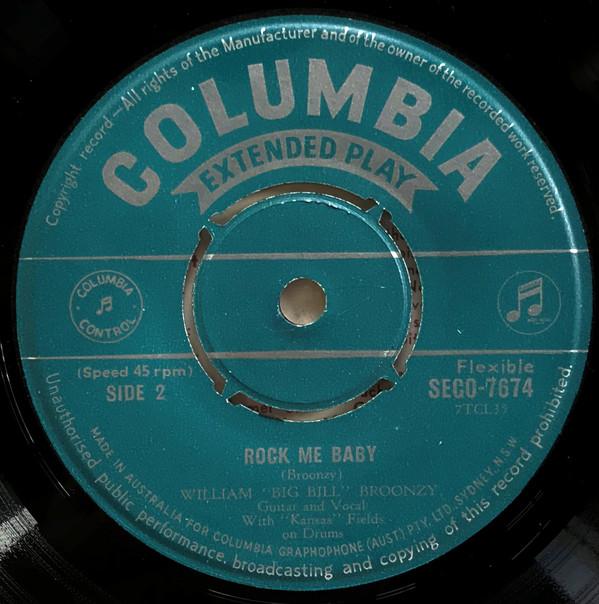 Copyright record—All rights of the Manufacturer and of the owner of the recorded work reserved.
COLUMBIA
EXTENDED PLAY
COLUMBIA
CONTROL
(Speed 45 rpm)
SIDE 2
Flexible
SEGO-7674
7TCL35
ROCK ME BABY
(Broonzy)
WILLIAM "BIG BILL" BROONZY
Guitar and Vocal
With "Kansas" Fields
on Drums
MADE IN AUSTRALIA FOR COLUMBIA GRAPHOPHONE (AUST) PTY. LTD. SYDNEY, N.S.W.
Unauthorised public performance, broadcasting and copying of this record prohibited.